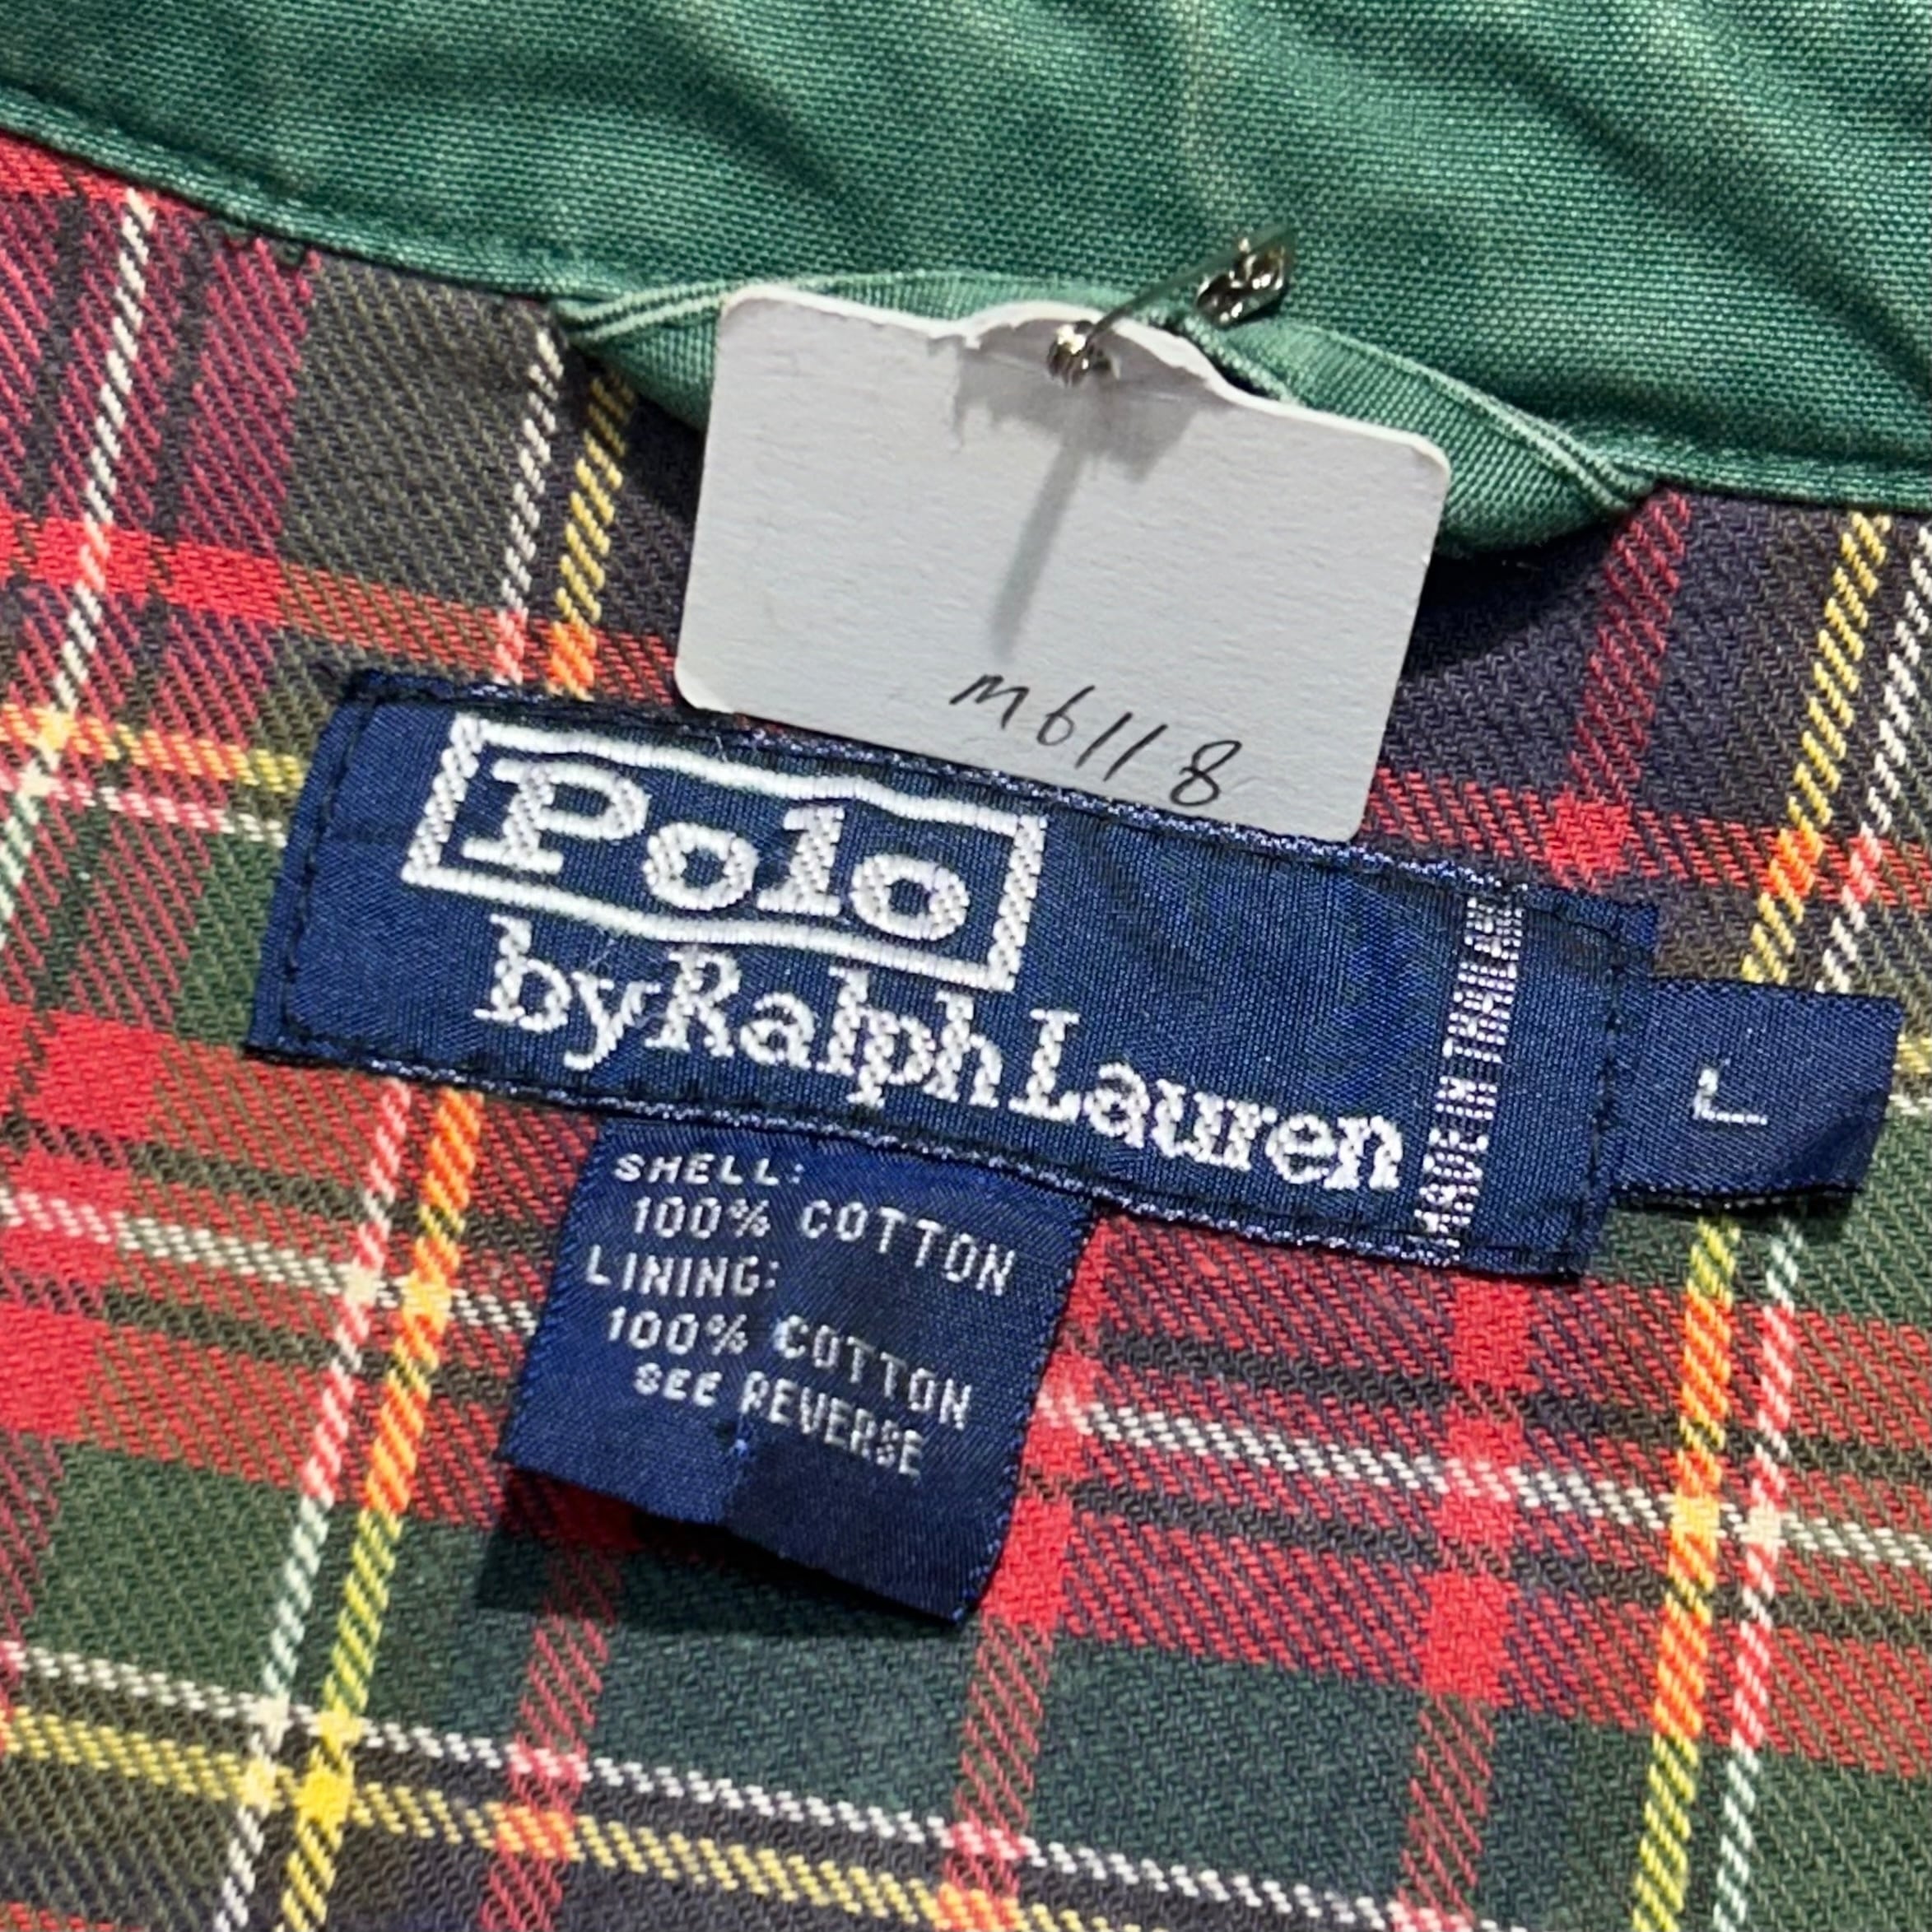 m6118
Polo
by Ralph Lauren
MADE IN THAILAND
L
SHELL:
100% COTTON
LINING:
100% COTTON
SEE REVERSE